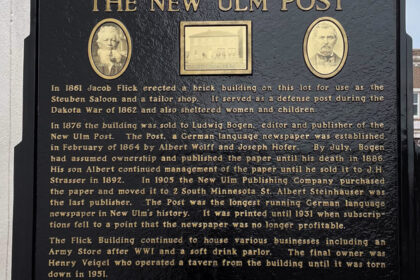 THE NEW ULM POST
In 1861 Jacob Flick erected a brick building on this lot for use as the
Steuben Saloon and a tailor shop. It served as a defense post during the
Dakota War of 1862 and also sheltered women and children.
In 1876 the building was sold to Ludwig Bogen, editor and publisher of the
New Ulm Post. The Post, a German language newspaper was established
in February of 1864 by Albert Wolff and Joseph Hofer. By July, Bogen
had assumed ownership and published the paper until his death in 1886.
His son Albert continued management of the paper until he sold it to J.H.
Strasser in 1892. In 1905 the New Ulm Publishing Company purchased
the paper and moved it to 2 South Minnesota St. Albert Steinhauser was
the last publisher. The Post was the longest running German language
newspaper in New Ulm's history. It was printed until 1931 when subscrip-
tions fell to a point that the newspaper was no longer profitable.
The Flick Building continued to house various businesses including an
Army Store after WWI and a soft drink parlor. The final owner was
Henry Veigel who operated a tavern from the building until it was torn
down in 1951.